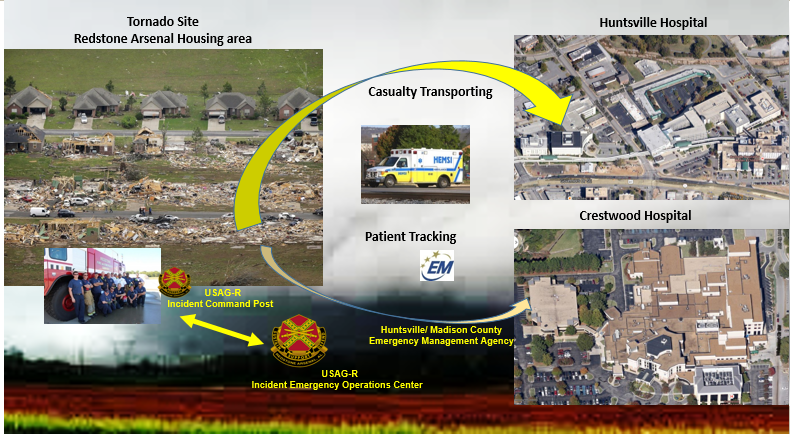 Tornado Site
Redstone Arsenal Housing area
Huntsville Hospital
Casualty Transporting
HEMSI
Crestwood Hospital
Patient Tracking
EM
USAG-R
Incident Command Post
Huntsville/ Madison County
Emergency Management Agency
USAG-R
Incident Emergency Operations Center